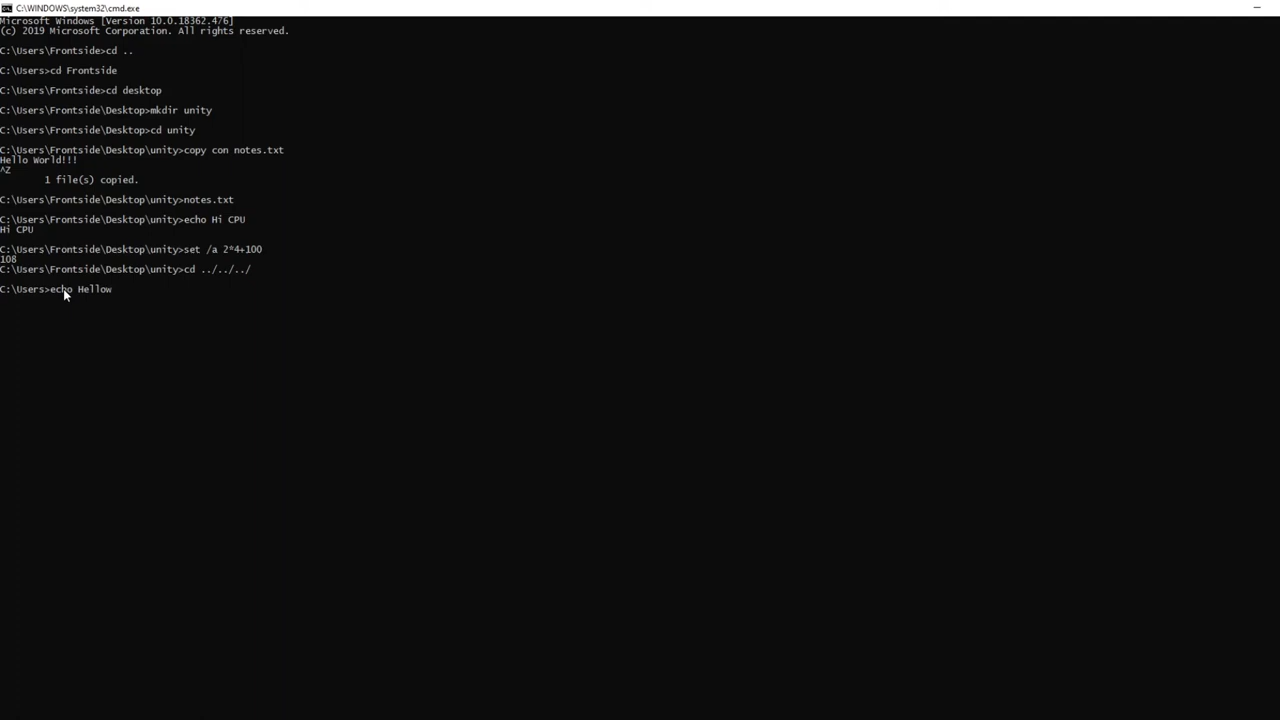 C:\WINDOWS\system32\cmd.exe
Microsoft Windows [Version 10.0.18362.476]
(c) 2019 Microsoft Corporation. All rights reserved.
C:\Users\Frontside>cd ..
C:\Users>cd Frontside
C:\Users\Frontside>cd desktop
C:\Users\Frontside\Desktop>mkdir unity
C:\Users\Frontside\Desktop>cd unity
C:\Users\Frontside\Desktop\unity>copy con notes.txt
Hello World!!!
^Z
1 file(s) copied.
C:\Users\Frontside\Desktop\unity>notes.txt
C:\Users\Frontside\Desktop\unity>echo Hi CPU
Hi CPU
C:\Users\Frontside\Desktop\unity>set /a 2*4+100
108
C:\Users\Frontside\Desktop\unity>cd ../../../
C:\Users>echo Hellow